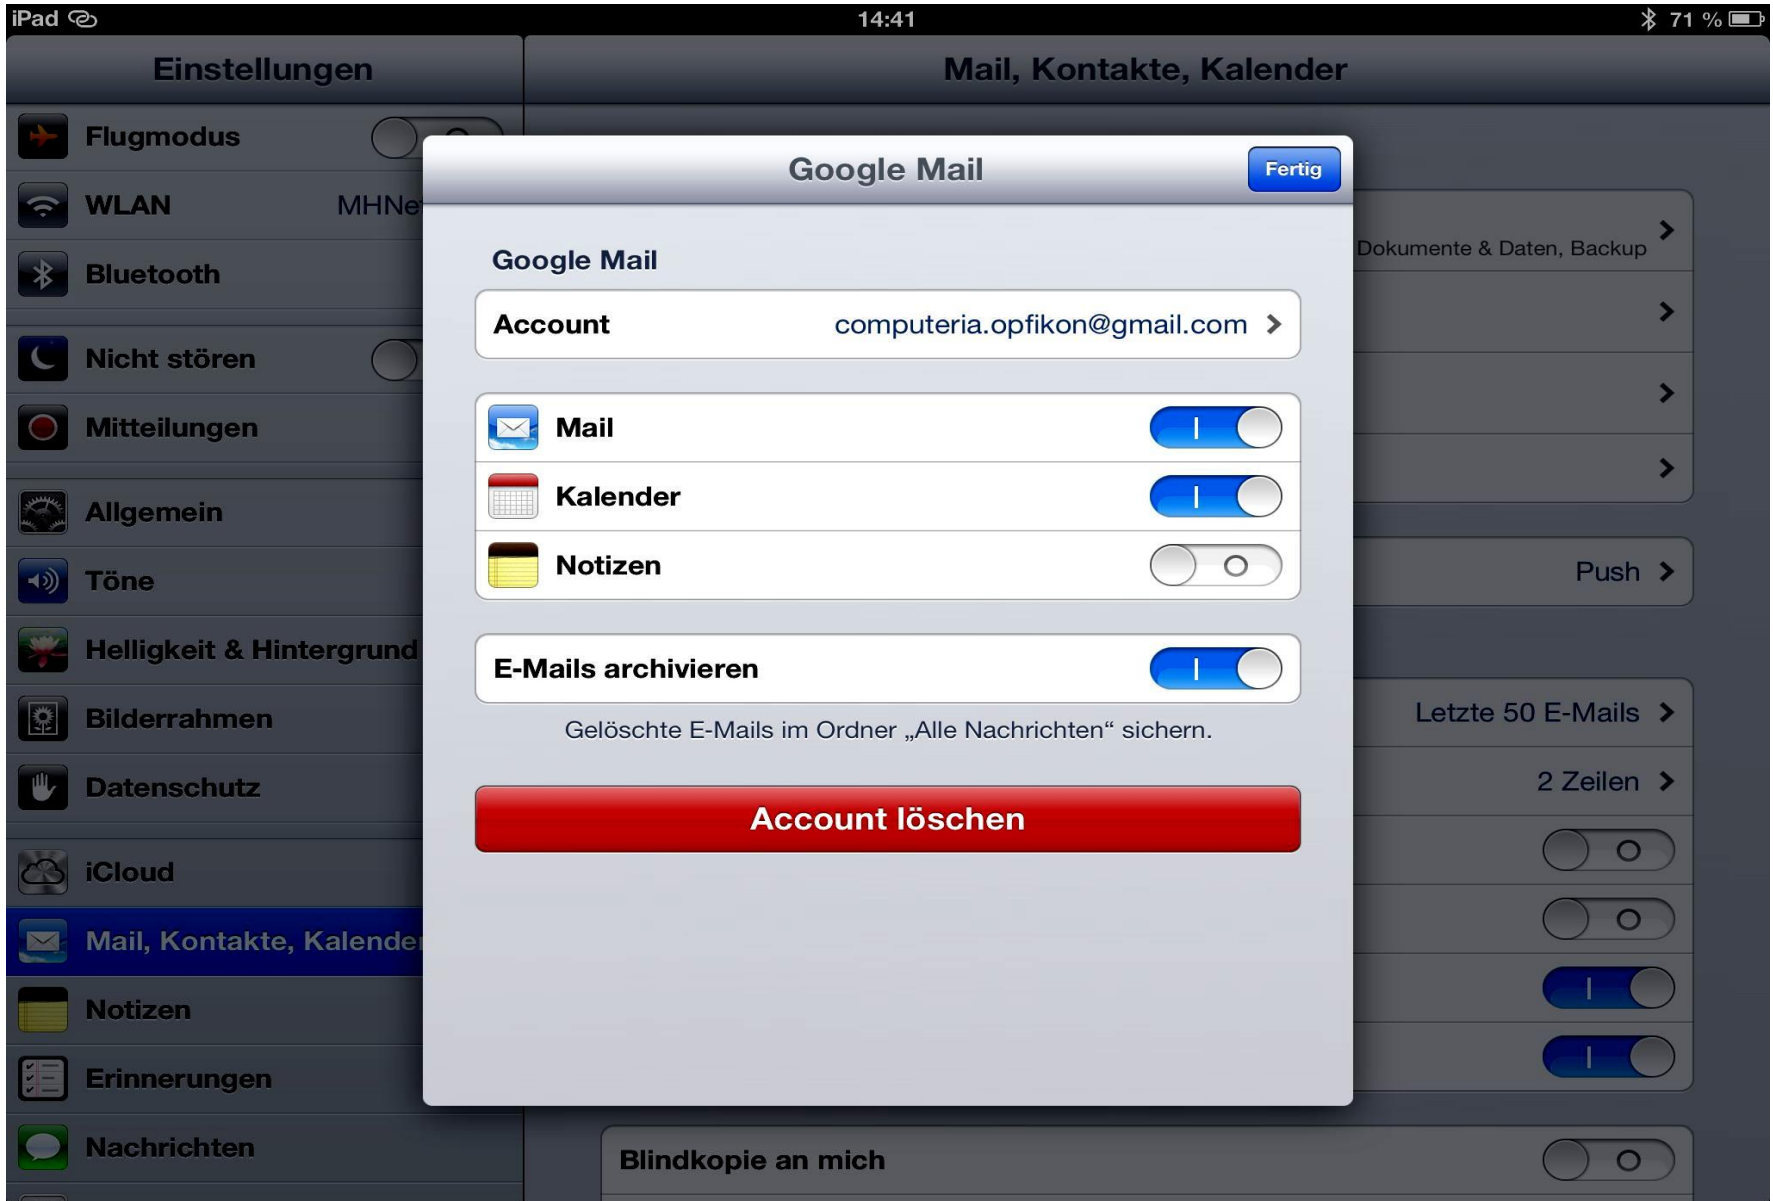 iPad 14:41 71 %
Einstellungen
Mail, Kontakte, Kalender
Flugmodus
WLAN MHNe
Bluetooth
Nicht stören
Mitteilungen
Allgemein
Töne
Helligkeit & Hintergrund
Bilderrahmen
Datenschutz
iCloud
Mail, Kontakte, Kalender
Notizen
Erinnerungen
Nachrichten
Google Mail
Fertig
Google Mail
Account computeria.opfikon@gmail.com
Mail
Kalender
Notizen
E-Mails archivieren
Gelöschte E-Mails im Ordner „Alle Nachrichten“ sichern.
Account löschen
Dokumente & Daten, Backup
Push
Letzte 50 E-Mails
2 Zeilen
Blindkopie an mich